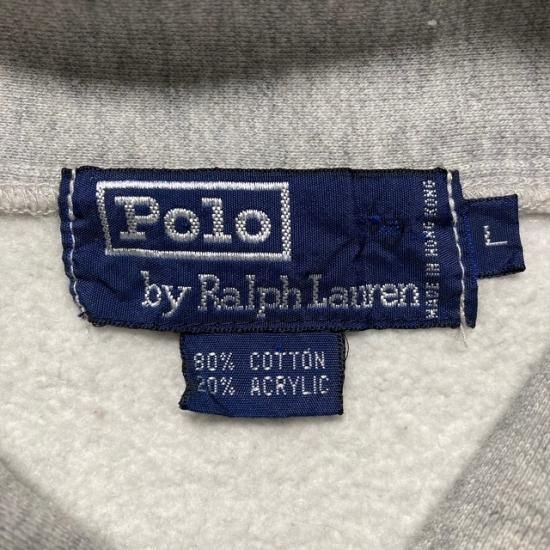 Polo
by Ralph Lauren
MADE IN HONG KONG
L
80% COTTON
20% ACRYLIC